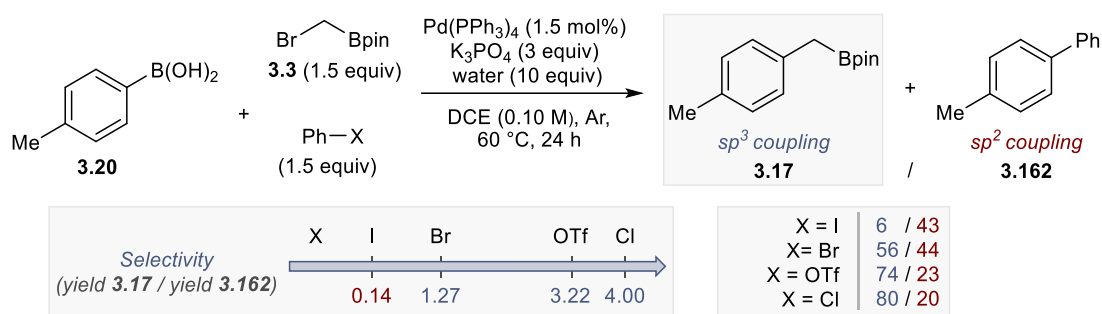 Br
Bpin
3.3 (1.5 equiv)
B(OH)2
Me
3.20
+
Ph
X
(1.5 equiv)
Pd(PPh3)4 (1.5 mol%)
K3PO4 (3 equiv)
water (10 equiv)
DCE (0.10 M), Ar,
60 °C, 24 h
Bpin
Me
sp3 coupling
3.17
+
/
Ph
Me
sp2 coupling
3.162
Selectivity
(yield 3.17 / yield 3.162)
X I Br OTf Cl
0.14 1.27 3.22 4.00
X = I 6 / 43
X= Br 56 / 44
X = OTf 74 / 23
X = Cl 80 / 20